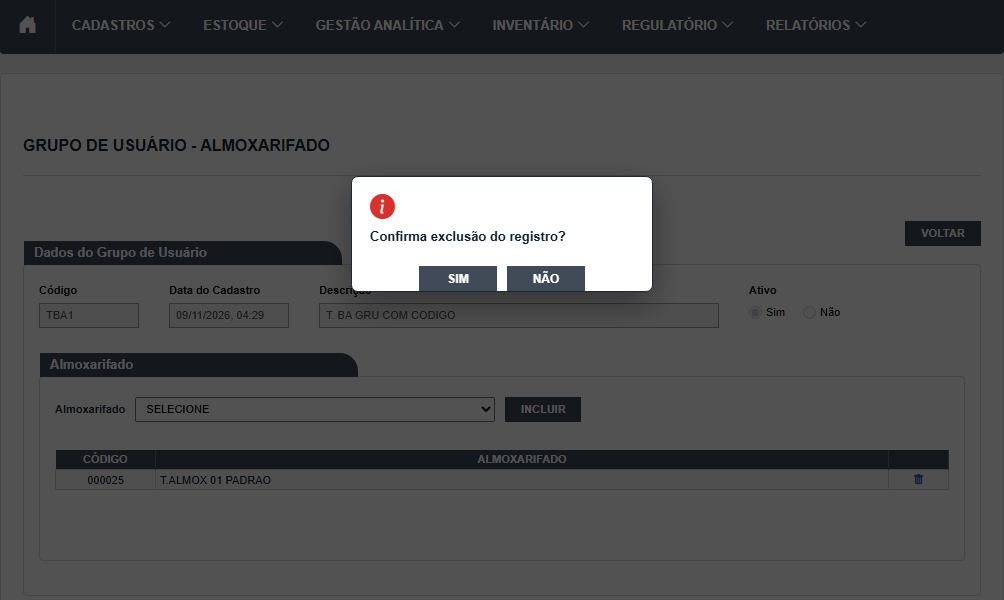 CADASTROS ESTOQUE GESTÃO ANALÍTICA INVENTÁRIO REGULATÓRIO RELATÓRIOS
GRUPO DE USUÁRIO - ALMOXARIFADO
Confirma exclusão do registro?
SIM NÃO
VOLTAR
Dados do Grupo de Usuário
Código Data do Cadastro Descrição Ativo
TBA1 09/11/2026, 04:29 T. BA GRU COM CODIGO Sim Não
Almoxarifado
Almoxarifado SELECIONE INCLUIR
CÓDIGO ALMOXARIFADO
000025 T.ALMOX 01 PADRAO